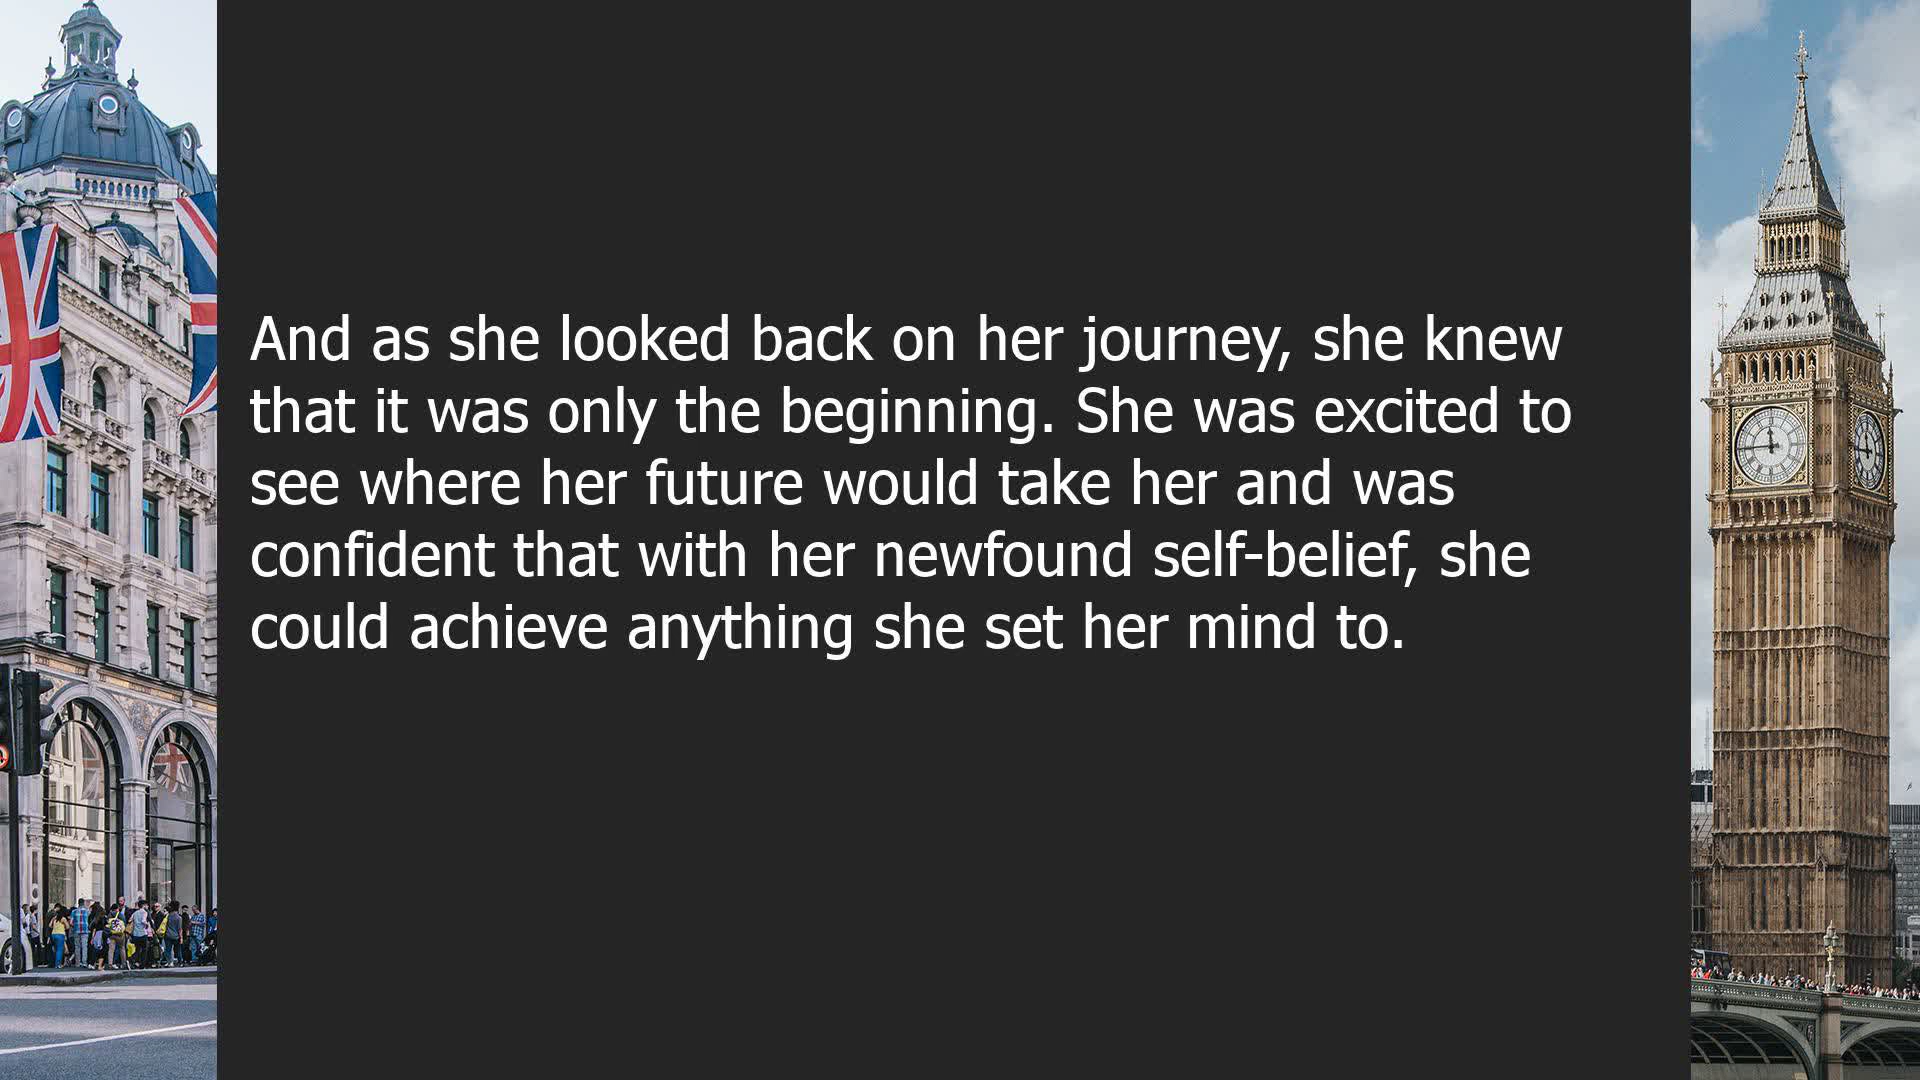 And as she looked back on her journey, she knew
that it was only the beginning. She was excited to
see where her future would take her and was
confident that with her newfound self-belief, she
could achieve anything she set her mind to.